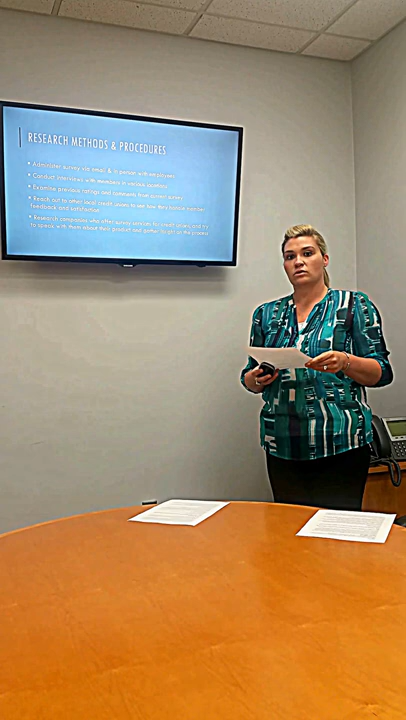 RESEARCH METHODS & PROCEDURES
• Administer survey via email & in person with employees
• Conduct interviews with members in various locations
• Examine previous ratings and comments from current survey
• Reach out to other local credit unions to see how they handle member
feedback and satisfaction
• Research companies who offer survey services for credit unions and try
to speak with them about their product and gather insight on the process